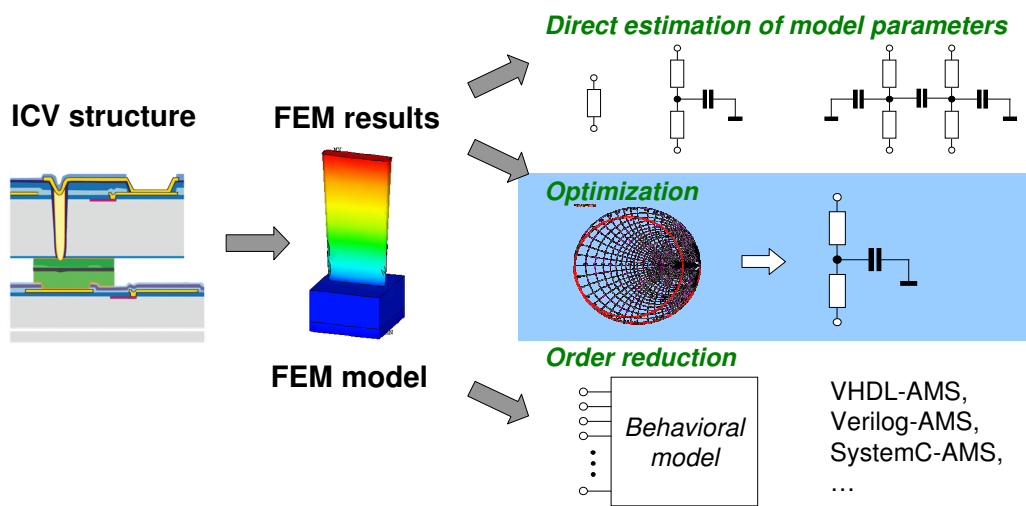 Direct estimation of model parameters
ICV structure
FEM results
Optimization
FEM model
Order reduction
Behavioral
model
VHDL-AMS,
Verilog-AMS,
SystemC-AMS,
…